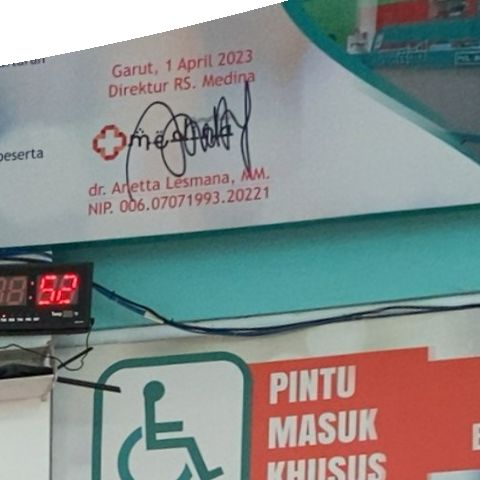 Garut, 1 April 2023
Direktur RS. Medina
dr. Anetta Lesmana, MM.
NIP. 006.07071993.20221
peserta
62
PINTU
MASUK
KHUSUS